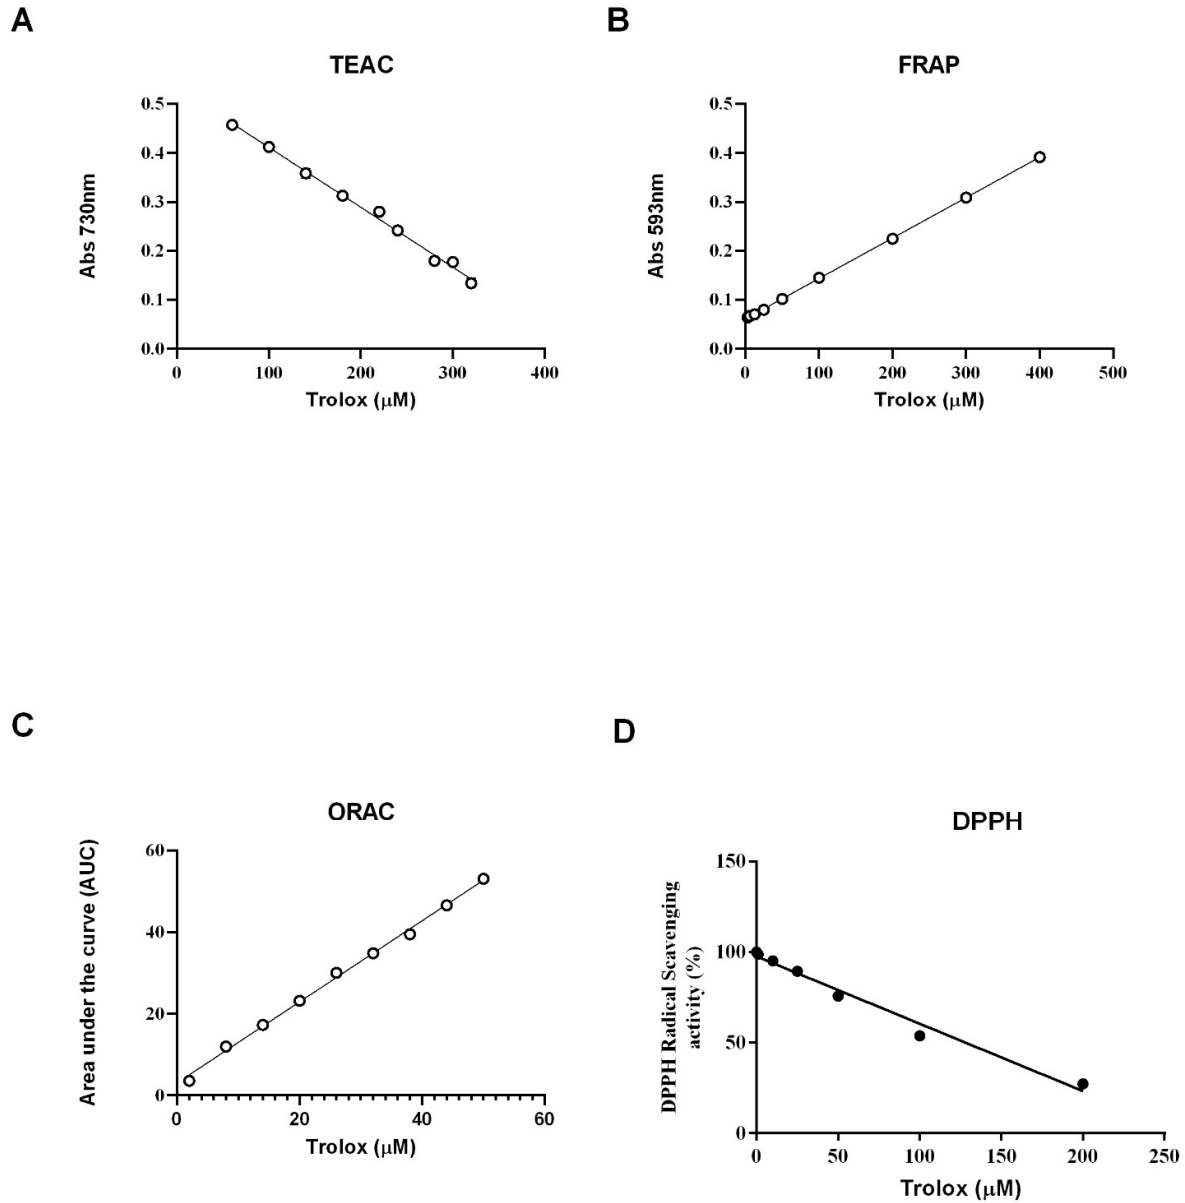 A
TEAC
Abs 730nm
0.5
0.4
0.3
0.2
0.1
0.0
0 100 200 300 400
Trolox (μM)
B
FRAP
Abs 593nm
0.5
0.4
0.3
0.2
0.1
0.0
0 100 200 300 400 500
Trolox (μM)
C
ORAC
Area under the curve (AUC)
60
40
20
0
0 20 40 60
Trolox (μM)
D
DPPH
DPPH Radical Scavenging
activity (%)
150
100
50
0
0 50 100 150 200 250
Trolox (μM)